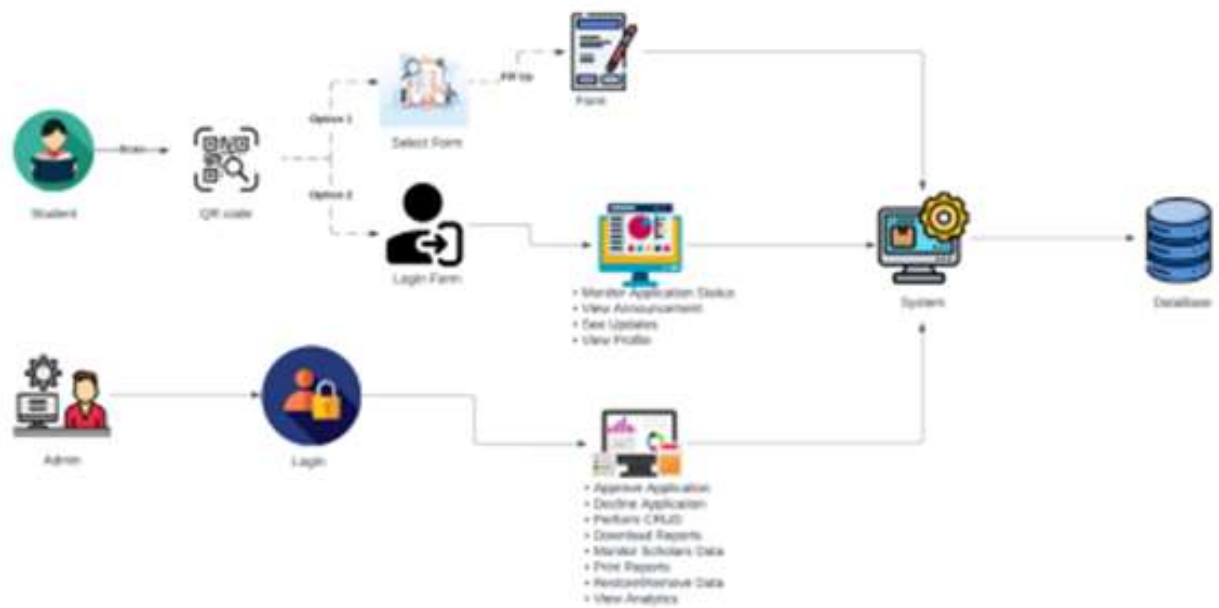 Fill Up
Form
Option 1
Select Form
Scan
Student
QR code
Option 2
Login Form
• Monitor Application Status
• View Announcement
• See Updates
• View Profile
System
DataBase
Admin
Login
• Approve Application
• Decline Application
• Perform CRUD
• Download Reports
• Monitor Scholars Data
• Print Reports
• Restore/Remove Data
• View Analytics